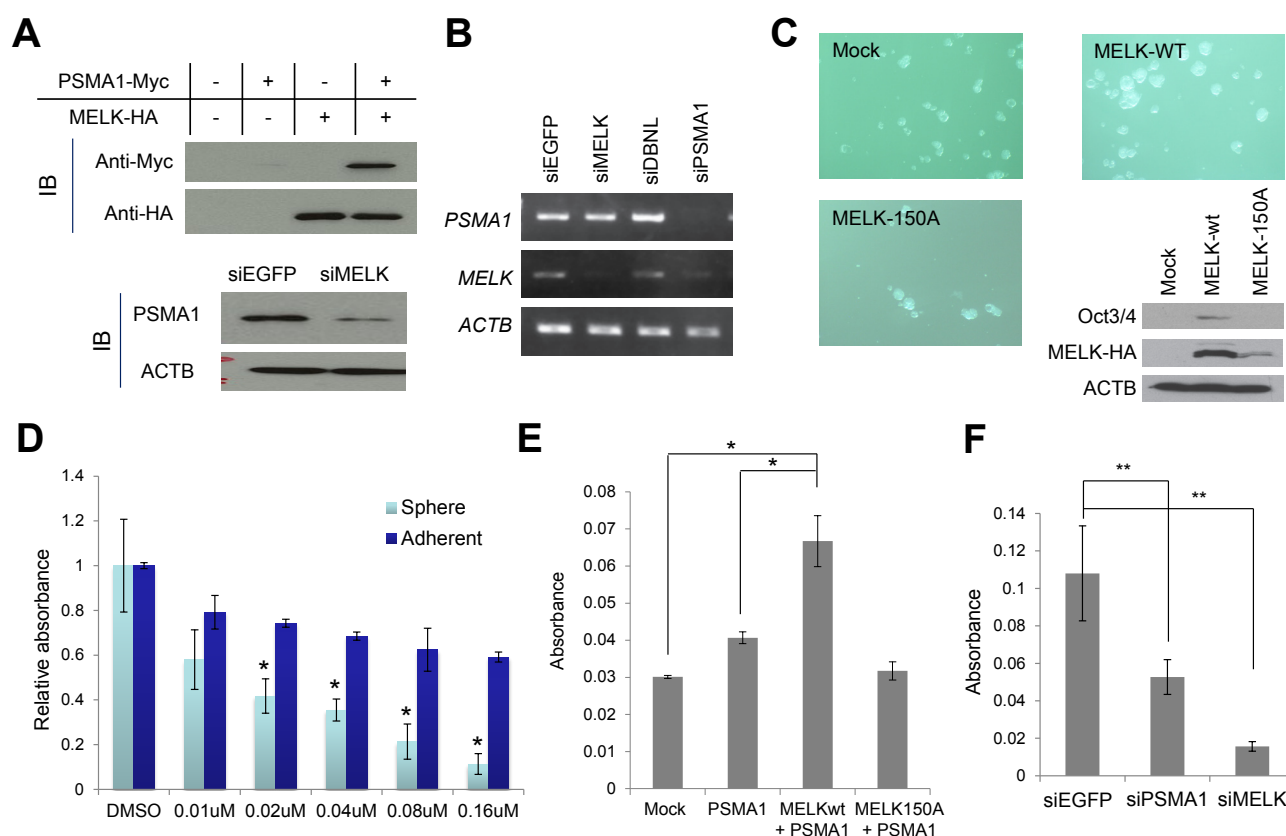 A
PSMA1-Myc - + - +
MELK-HA - - + +
IB
Anti-Myc
Anti-HA
siEGFP siMELK
IB
PSMA1
ACTB
B
siEGFP
siMELK
siDBNL
siPSMA1
PSMA1
MELK
ACTB
C
Mock
MELK-WT
MELK-150A
Mock
MELK-wt
MELK-150A
Oct3/4
MELK-HA
ACTB
D
Relative absorbance
1.4
1.2
1
0.8
0.6
0.4
0.2
0
Sphere
Adherent
* * * *
DMSO 0.01uM 0.02uM 0.04uM 0.08uM 0.16uM
E
Absorbance
0.08
0.07
0.06
0.05
0.04
0.03
0.02
0.01
0
*
*
Mock PSMA1 MELKwt MELK150A
+ PSMA1 + PSMA1
F
Absorbance
0.14
0.12
0.1
0.08
0.06
0.04
0.02
0
**
**
siEGFP siPSMA1 siMELK